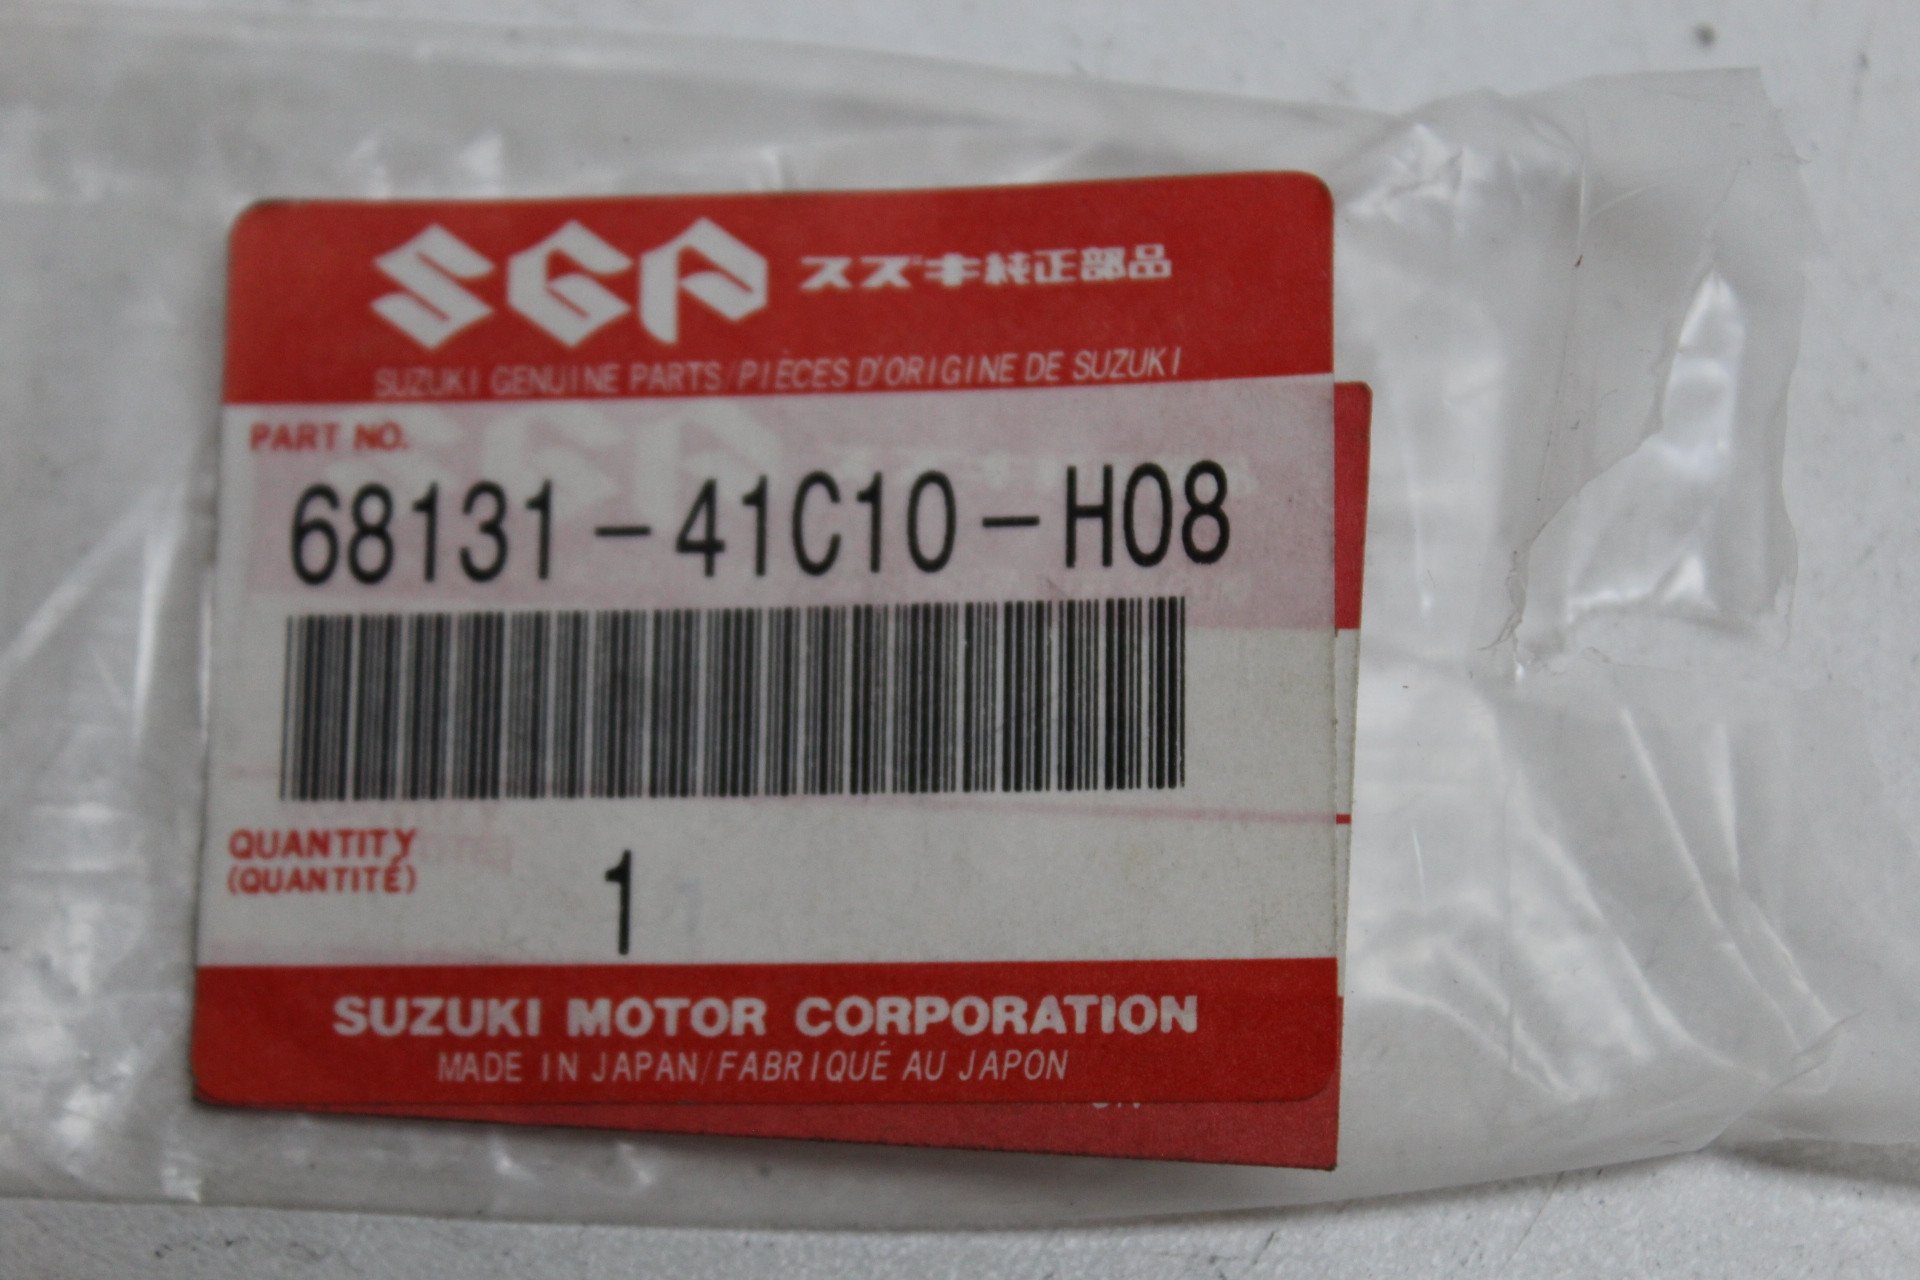 SGP スズキ純正部品
SUZUKI GENUINE PARTS/PIÈCES D'ORIGINE DE SUZUKI
PART NO.
68131-41C10-H08
QUANTITY
(QUANTITÉ)
1
SUZUKI MOTOR CORPORATION
MADE IN JAPAN/FABRIQUÉ AU JAPON